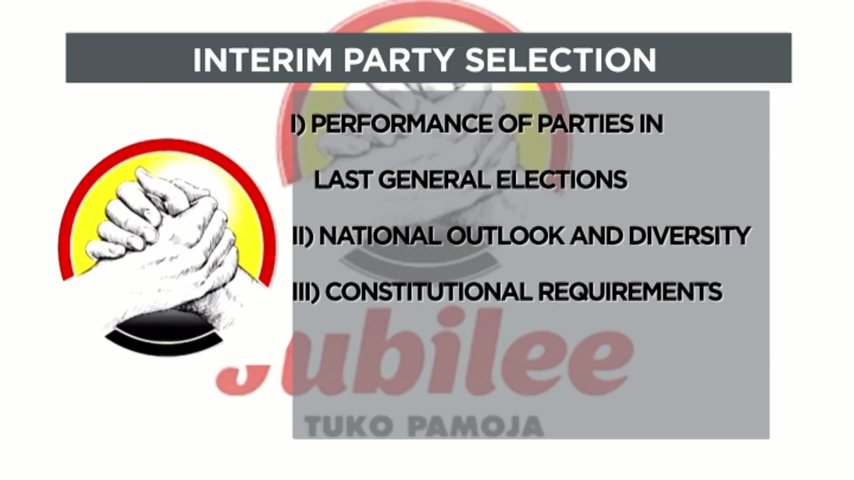 INTERIM PARTY SELECTION
I) PERFORMANCE OF PARTIES IN
LAST GENERAL ELECTIONS
II) NATIONAL OUTLOOK AND DIVERSITY
III) CONSTITUTIONAL REQUIREMENTS
Jubilee
TUKO PAMOJA